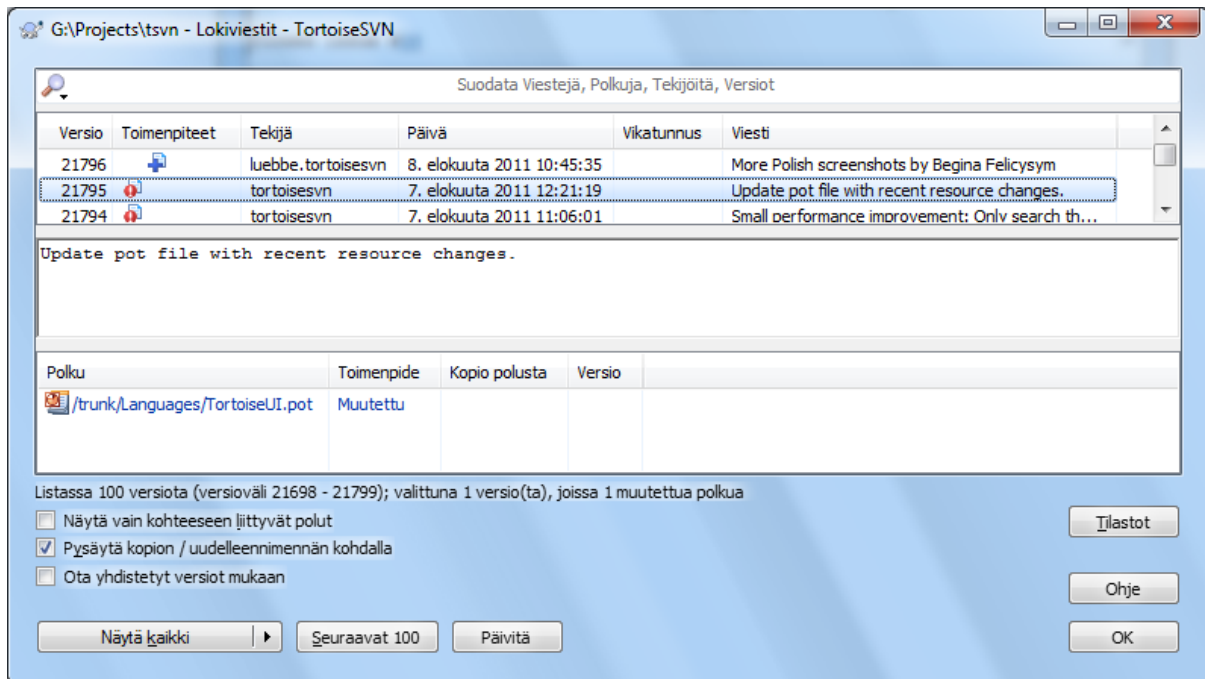 G:\Projects\tsvn - Lokiviestit - TortoiseSVN
Suodata Viestejä, Polkuja, Tekijöitä, Versiot
Versio Toimenpiteet Tekijä Päivä Vikatunnus Viesti
21796 luebbe.tortoisesvn 8. elokuuta 2011 10:45:35 More Polish screenshots by Begina Felicysym
21795 tortoisesvn 7. elokuuta 2011 12:21:19 Update pot file with recent resource changes.
21794 tortoisesvn 7. elokuuta 2011 11:06:01 Small performance improvement: Only search th...
Update pot file with recent resource changes.
Polku Toimenpide Kopio polusta Versio
/trunk/Languages/TortoiseUI.pot Muutettu
Listassa 100 versiota (versioväli 21698 - 21799); valittuna 1 versio(ta), joissa 1 muutettua polkua
Näytä vain kohteeseen liittyvät polut
Tilastot
Pysäytä kopion / uudelleennimennän kohdalla
Ota yhdistetyt versiot mukaan
Ohje
Näytä kaikki Seuraavat 100 Päivitä OK